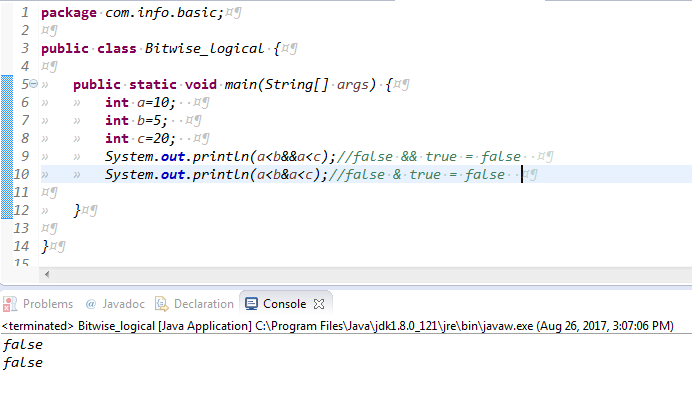 1 package com.info.basic;¤¶
2 ¤¶
3 public class Bitwise_logical {¤¶
4 ¤¶
5 » public static void main(String[] args) {¤¶
6 » » int a=10; ··¤¶
7 » » int b=5; ··¤¶
8 » » int c=20; ··¤¶
9 » » System.out.println(a<b&&a<c);//false && true = false ··¤¶
10 » » System.out.println(a<b&a<c);//false & true = false ··¤¶
11 ¤¶
12 » }¤¶
13 ¤¶
14 }¤¶
15
Problems @ Javadoc Declaration Console
<terminated> Bitwise_logical [Java Application] C:\Program Files\Java\jdk1.8.0_121\jre\bin\javaw.exe (Aug 26, 2017, 3:07:06 PM)
false
false